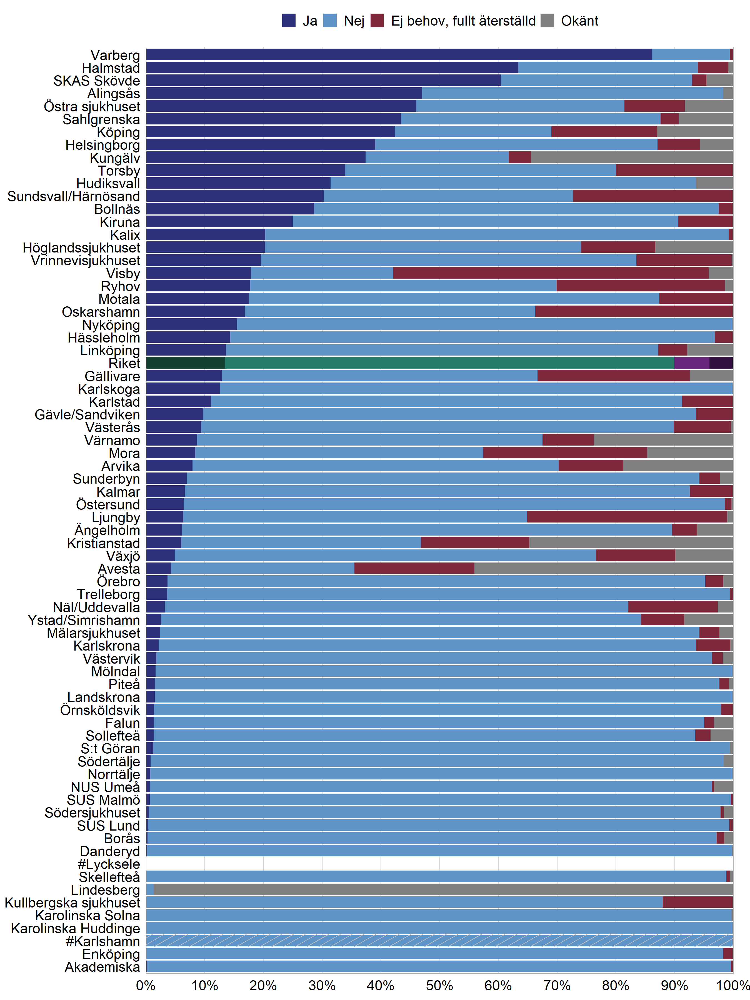 Ja Nej Ej behov, fullt återställd Okänt
Varberg
Halmstad
SKAS Skövde
Alingsås
Östra sjukhuset
Sahlgrenska
Köping
Helsingborg
Kungälv
Torsby
Hudiksvall
Sundsvall/Härnösand
Bollnäs
Kiruna
Kalix
Höglandssjukhuset
Vrinnevisjukhuset
Visby
Ryhov
Motala
Oskarshamn
Nyköping
Hässleholm
Linköping
Riket
Gällivare
Karlskoga
Karlstad
Gävle/Sandviken
Västerås
Värnamo
Mora
Arvika
Sunderbyn
Kalmar
Östersund
Ljungby
Ängelholm
Kristianstad
Växjö
Avesta
Örebro
Trelleborg
Näl/Uddevalla
Ystad/Simrishamn
Mälarsjukhuset
Karlskrona
Västervik
Mölndal
Piteå
Landskrona
Örnsköldsvik
Falun
Sollefteå
S:t Göran
Södertälje
Norrtälje
NUS Umeå
SUS Malmö
Södersjukhuset
SUS Lund
Borås
Danderyd
#Lycksele
Skellefteå
Lindesberg
Kullbergska sjukhuset
Karolinska Solna
Karolinska Huddinge
#Karlshamn
Enköping
Akademiska
0% 10% 20% 30% 40% 50% 60% 70% 80% 90% 100%